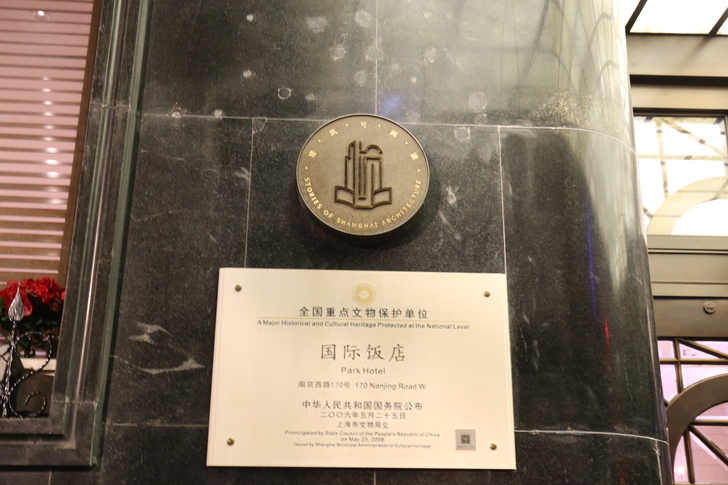 建·筑·可·阅·读
STORIES OF SHANGHAI ARCHITECTURE
全国重点文物保护单位
A Major Historical and Cultural Heritage Protected at the National Level
国际饭店
Park Hotel
南京西路170号 170 Nanjing Road W.
中华人民共和国国务院公布
二〇〇六年五月二十五日
上海市文物局立
Promulgated by State Council of the People's Republic of China
on May 25, 2006
Issued by Shanghai Municipal Administration of Cultural Heritage